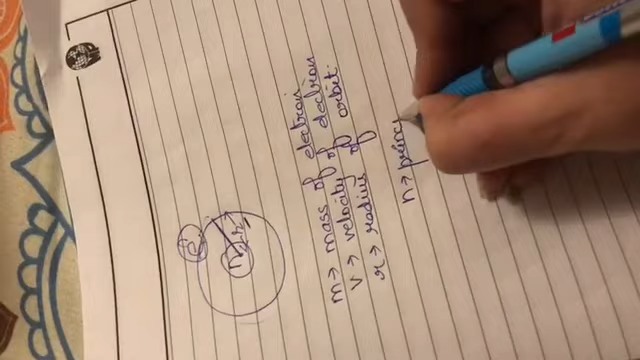 e⁻
N
r
m → mass of electron
v → velocity of electron
r → radius of orbit.
n → princ